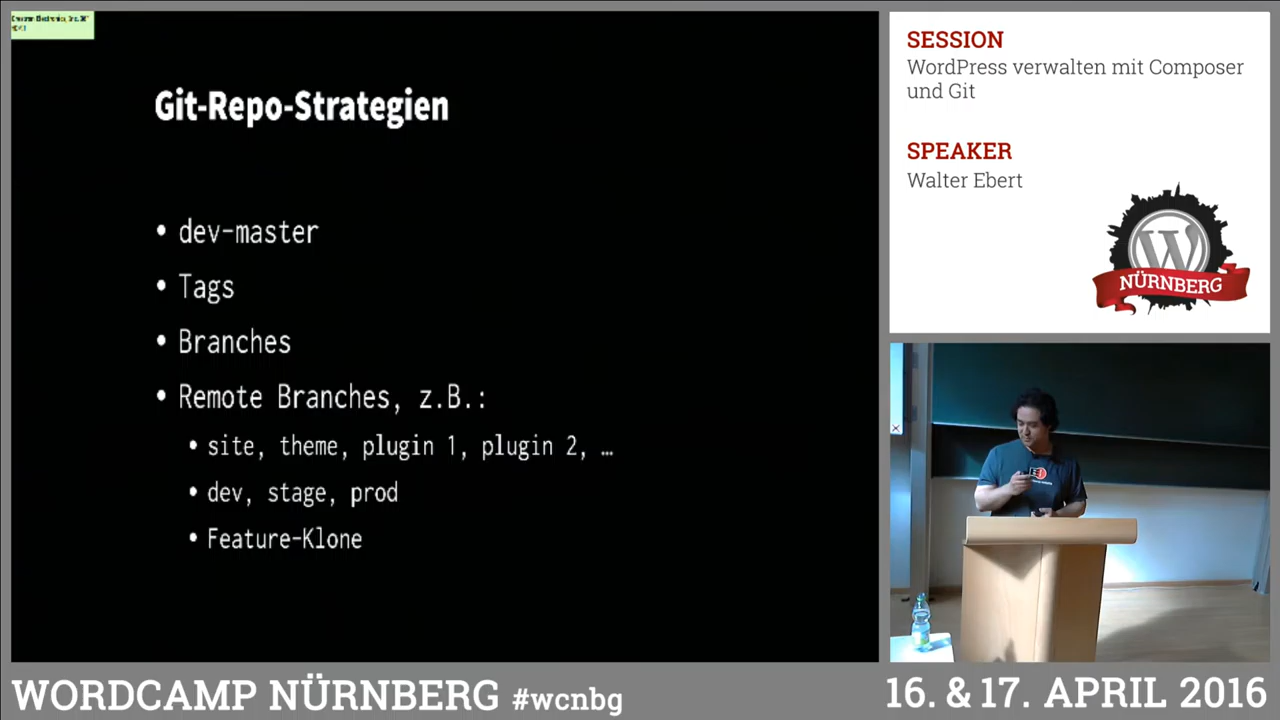 Git-Repo-Strategien
• dev-master
• Tags
• Branches
• Remote Branches, z.B.:
• site, theme, plugin 1, plugin 2, …
• dev, stage, prod
• Feature-Klone
SESSION
WordPress verwalten mit Composer
und Git
SPEAKER
Walter Ebert
W
NÜRNBERG
WORDCAMP NÜRNBERG #wcnbg
16. & 17. APRIL 2016